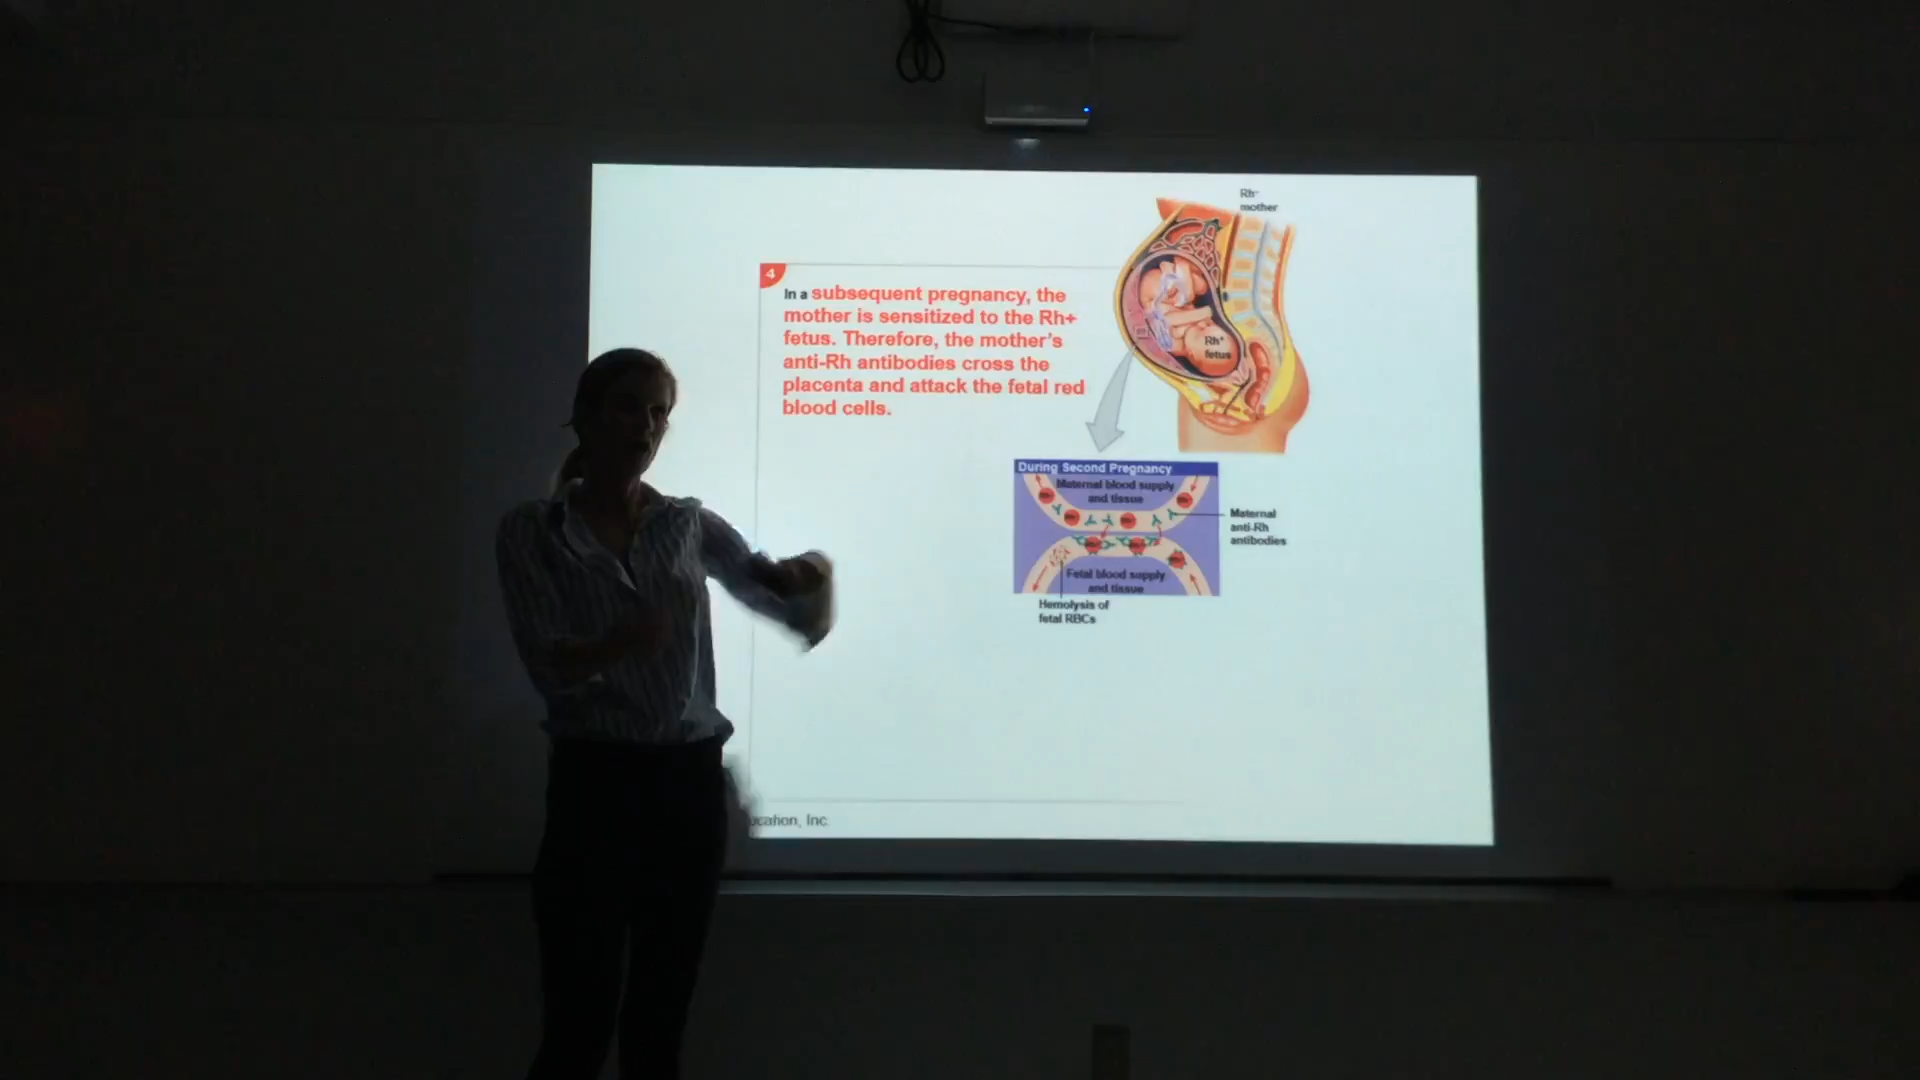 Rh⁻
mother
4
In a subsequent pregnancy, the
mother is sensitized to the Rh+
fetus. Therefore, the mother's
anti-Rh antibodies cross the
placenta and attack the fetal red
blood cells.
Rh⁺
fetus
During Second Pregnancy
Maternal blood supply
and tissue
Maternal
anti-Rh
antibodies
Fetal blood supply
and tissue
Hemolysis of
fetal RBCs
Inc